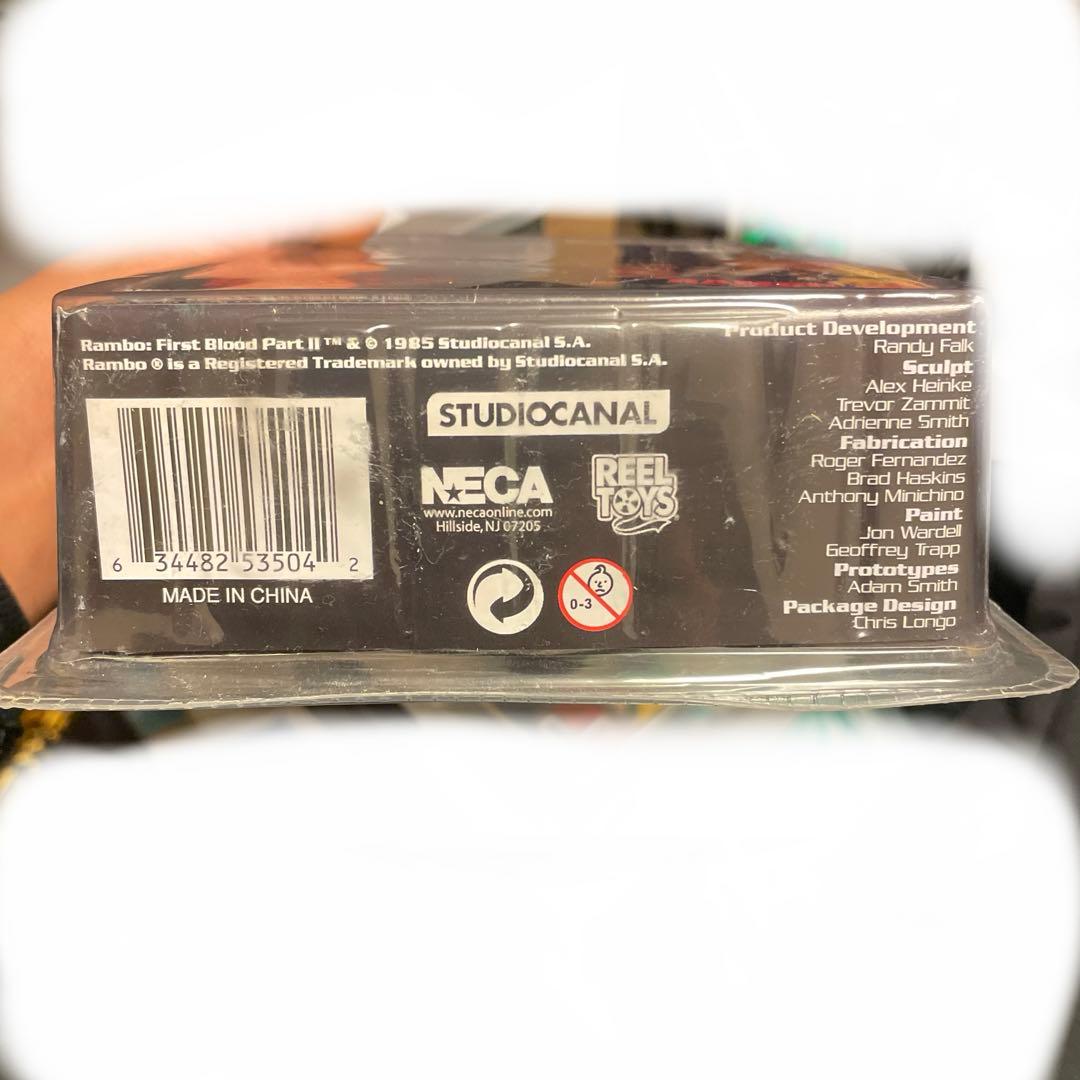 Rambo: First Blood Part II ™ & © 1985 Studiocanal S.A.
Rambo ® is a Registered Trademark owned by Studiocanal S.A.
6 34482 53504 2
MADE IN CHINA
STUDIOCANAL
NECA
www.necaonline.com
Hillside, NJ 07205
REEL
TOYS
0-3
Product Development
Randy Falk
Sculpt
Alex Heinke
Trevor Zammit
Adrienne Smith
Fabrication
Roger Fernandez
Brad Haskins
Anthony Minichino
Paint
Jon Wardell
Geoffrey Trapp
Prototypes
Adam Smith
Package Design
Chris Longo